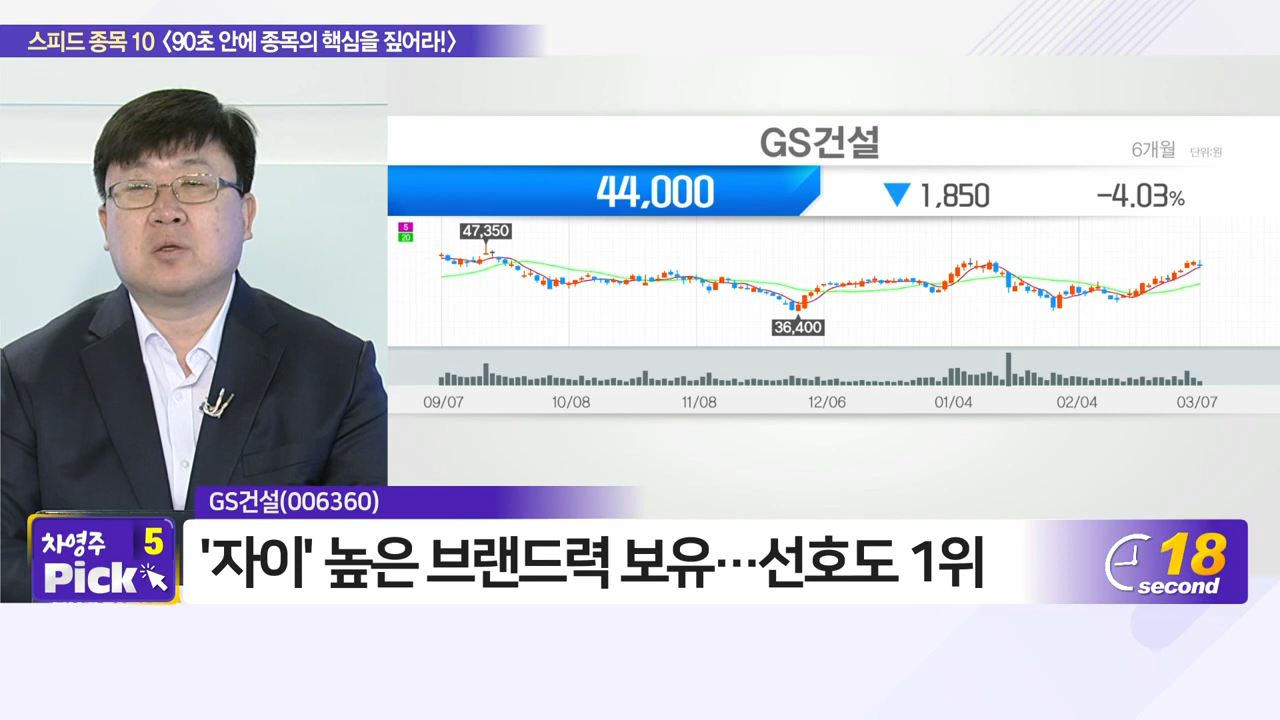 스피드 종목 10 〈90초 안에 종목의 핵심을 짚어라!〉
GS건설
6개월 단위:원
44,000 ▼ 1,850 -4.03%
5
20
47,350
36,400
09/07 10/08 11/08 12/06 01/04 02/04 03/07
GS건설(006360)
차영주 5
Pick
'자이' 높은 브랜드력 보유…선호도 1위
18
second